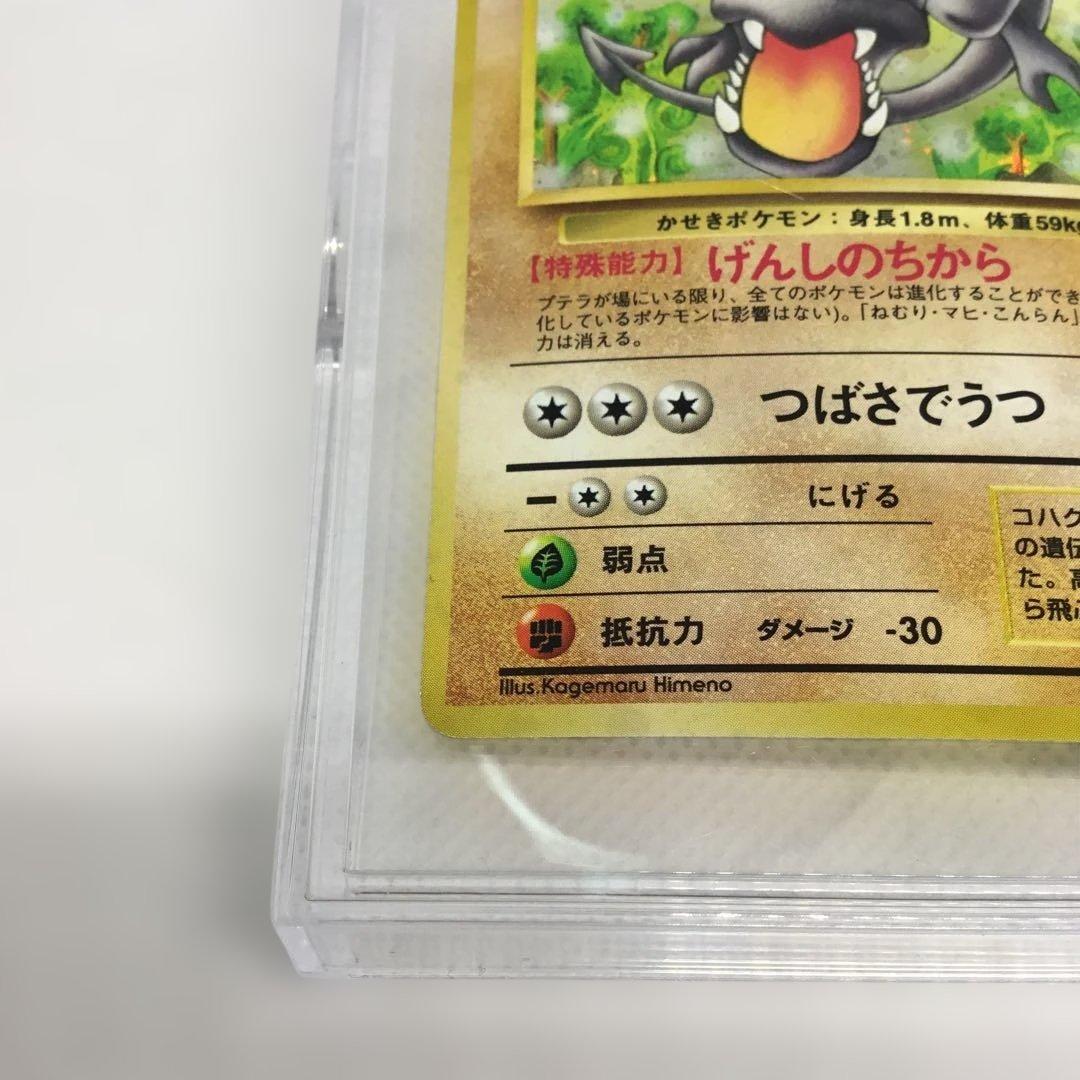 かせきポケモン：身長1.8m、体重59kg
【特殊能力】 げんしのちから
プテラが場にいる限り、全てのポケモンは進化することができ
化しているポケモンに影響はない)。「ねむり・マヒ・こんらん」
力は消える。
つばさでうつ
ー にげる
弱点
抵抗力 ダメージ -30
コハク
の遺伝
た。高
ら飛
Illus.Kagemaru Himeno